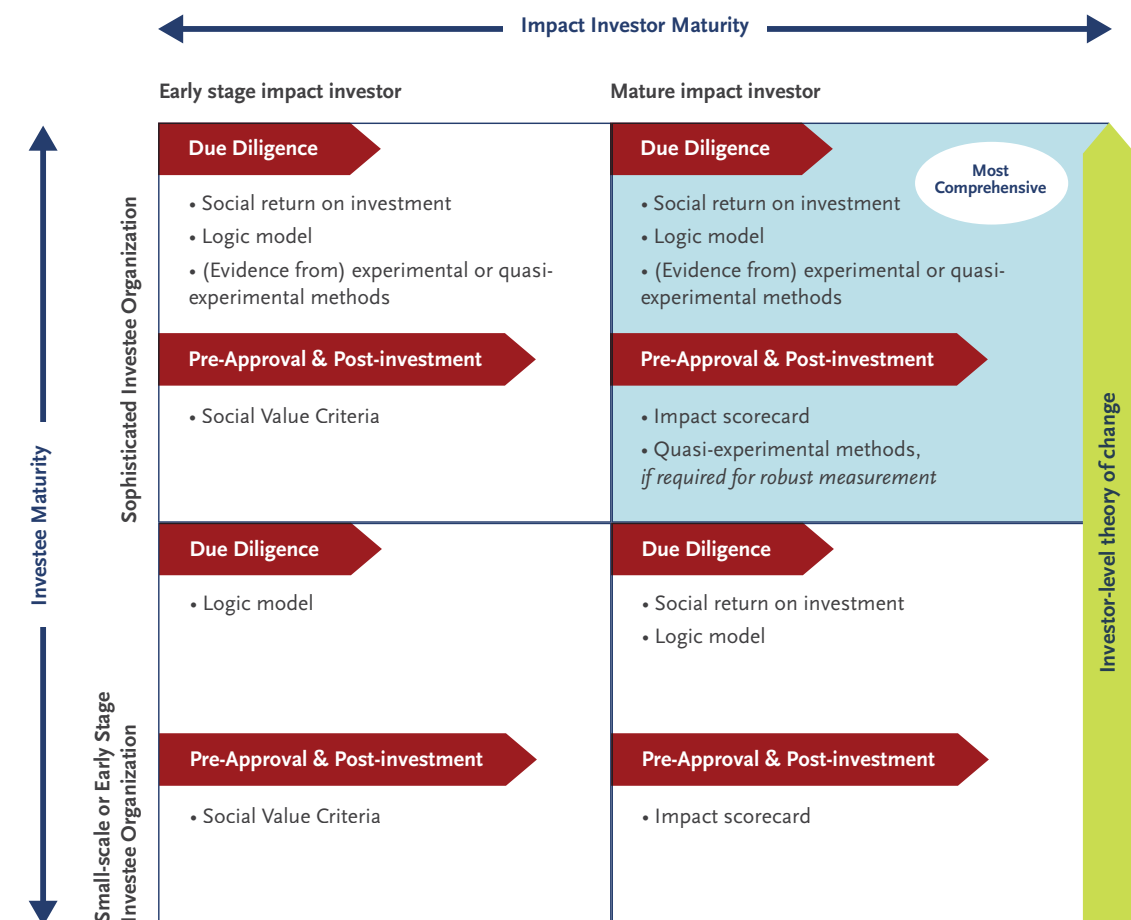 Impact Investor Maturity
Early stage impact investor
Mature impact investor
Investee Maturity
Sophisticated Investee Organization
Due Diligence
• Social return on investment
• Logic model
• (Evidence from) experimental or quasi-
experimental methods
Pre-Approval & Post-investment
• Social Value Criteria
Due Diligence
Most
Comprehensive
• Social return on investment
• Logic model
• (Evidence from) experimental or quasi-
experimental methods
Pre-Approval & Post-investment
• Impact scorecard
• Quasi-experimental methods,
if required for robust measurement
Small-scale or Early Stage
Investee Organization
Due Diligence
• Logic model
Pre-Approval & Post-investment
• Social Value Criteria
Due Diligence
• Social return on investment
• Logic model
Pre-Approval & Post-investment
• Impact scorecard
Investor-level theory of change